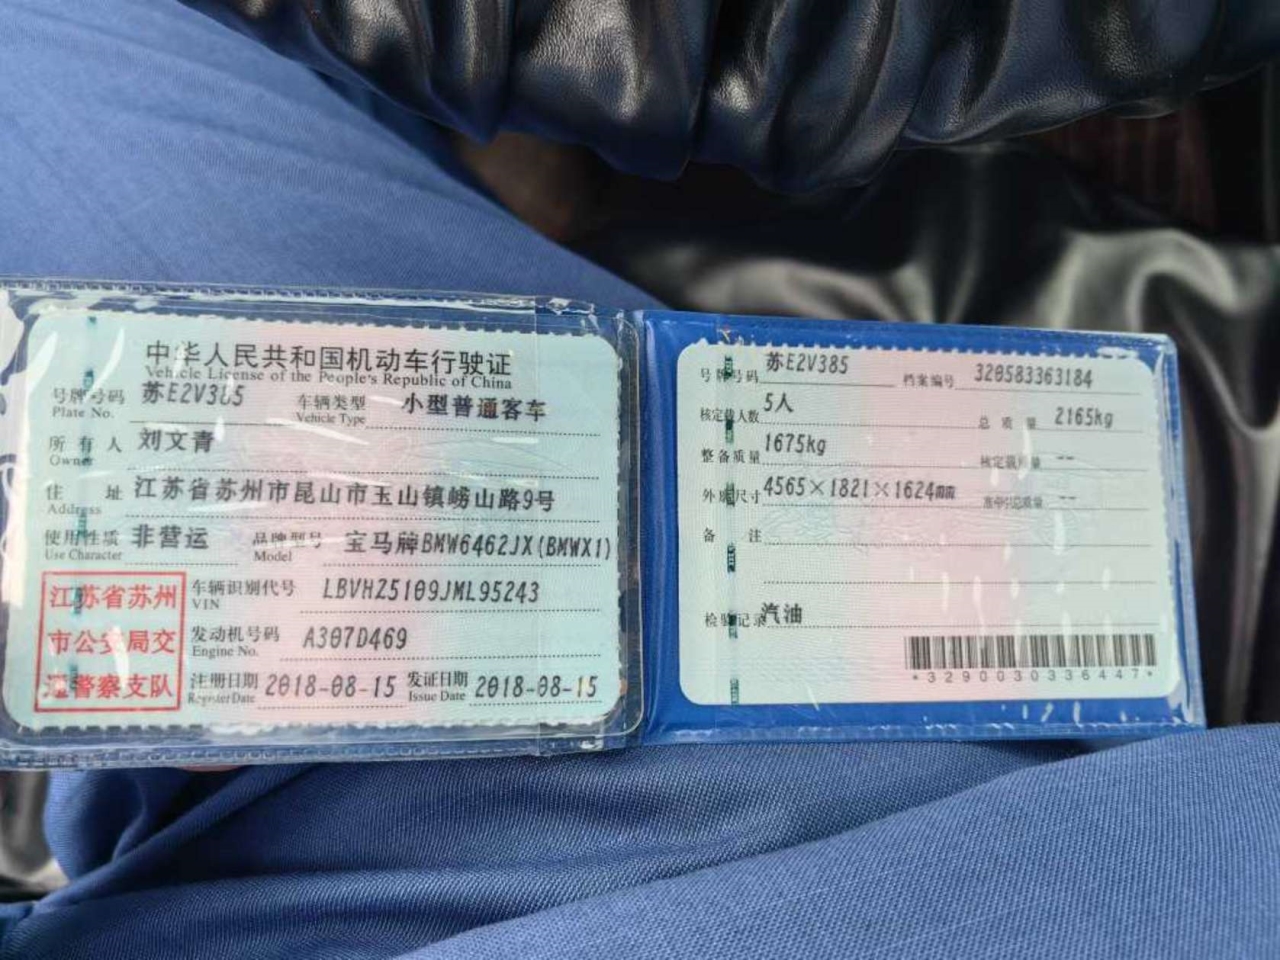 中华人民共和国机动车行驶证
Vehicle License of the People's Republic of China
号牌号码 苏E2V385 车辆类型 小型普通客车
Plate No. Vehicle Type
所有人 刘文青
Owner
住址 江苏省苏州市昆山市玉山镇崂山路9号
Address
使用性质 非营运 品牌型号 宝马牌BMW6462JX(BMWX1)
Use Character Model
江苏省苏州
市公安局交
通警察支队
车辆识别代号 LBVHZ5109JML95243
VIN
发动机号码 A307D469
Engine No.
注册日期 2018-08-15 发证日期 2018-08-15
Register Date Issue Date
号牌号码 苏E2V385 档案编号 320583363184
核定载人数 5人 总质量 2165kg
整备质量 1675kg 核定载质量 --
外廓尺寸 4565×1821×1624mm 准牵引总质量 --
备注
检验记录 汽油
*3290030336447*